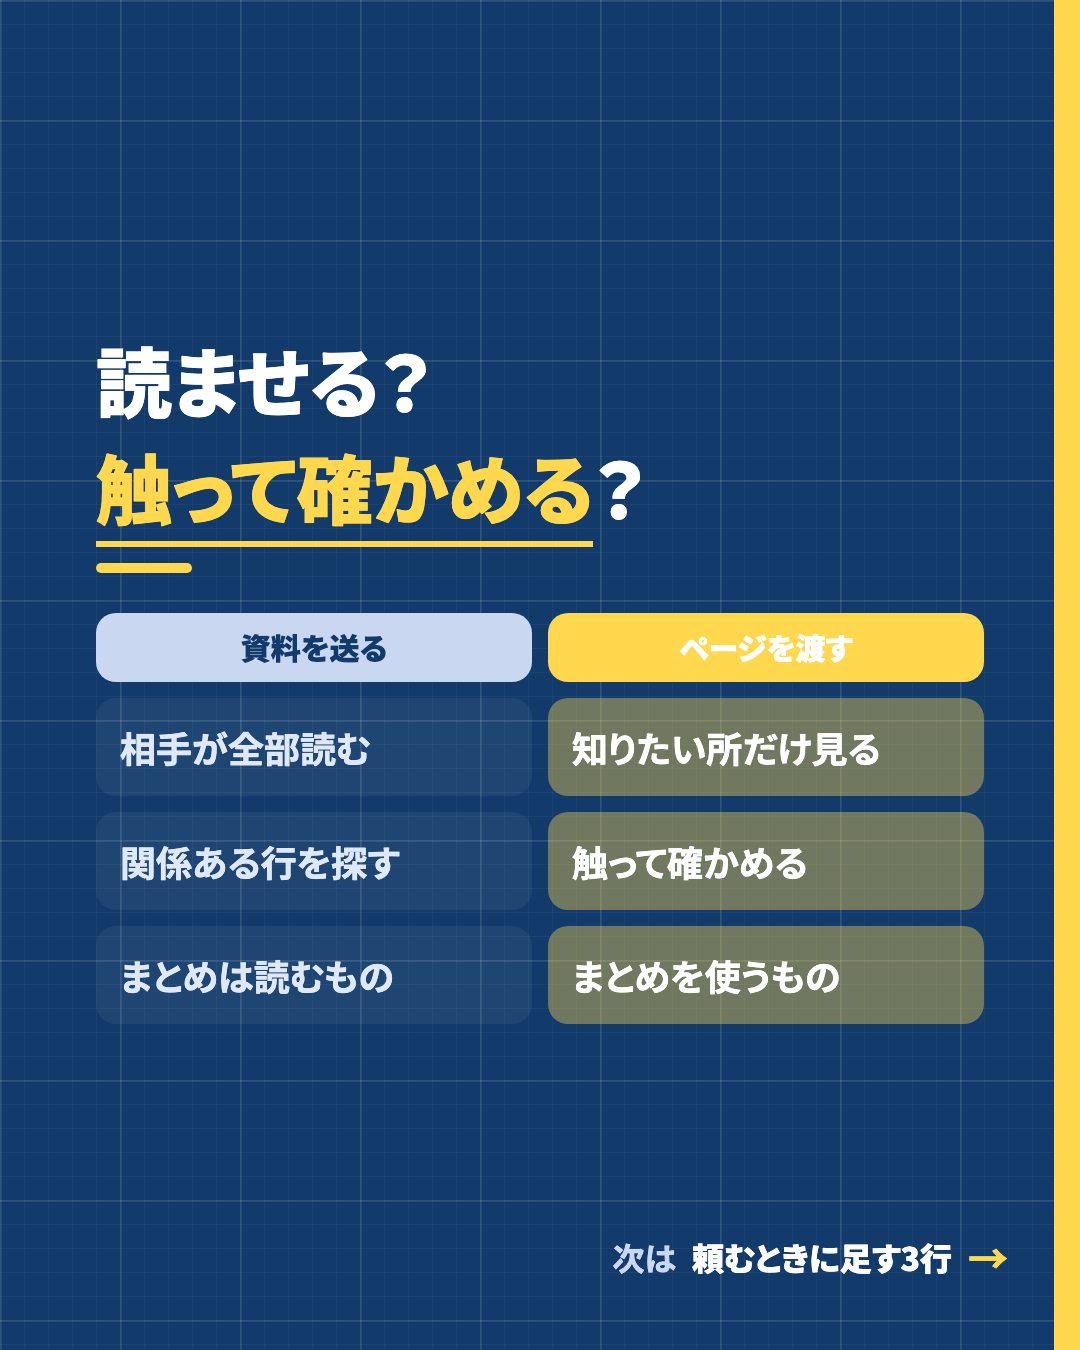 読ませる？
触って確かめる？
資料を送る
ページを渡す
相手が全部読む
知りたい所だけ見る
関係ある行を探す
触って確かめる
まとめは読むもの
まとめを使うもの
次は 頼むときに足す3行 →